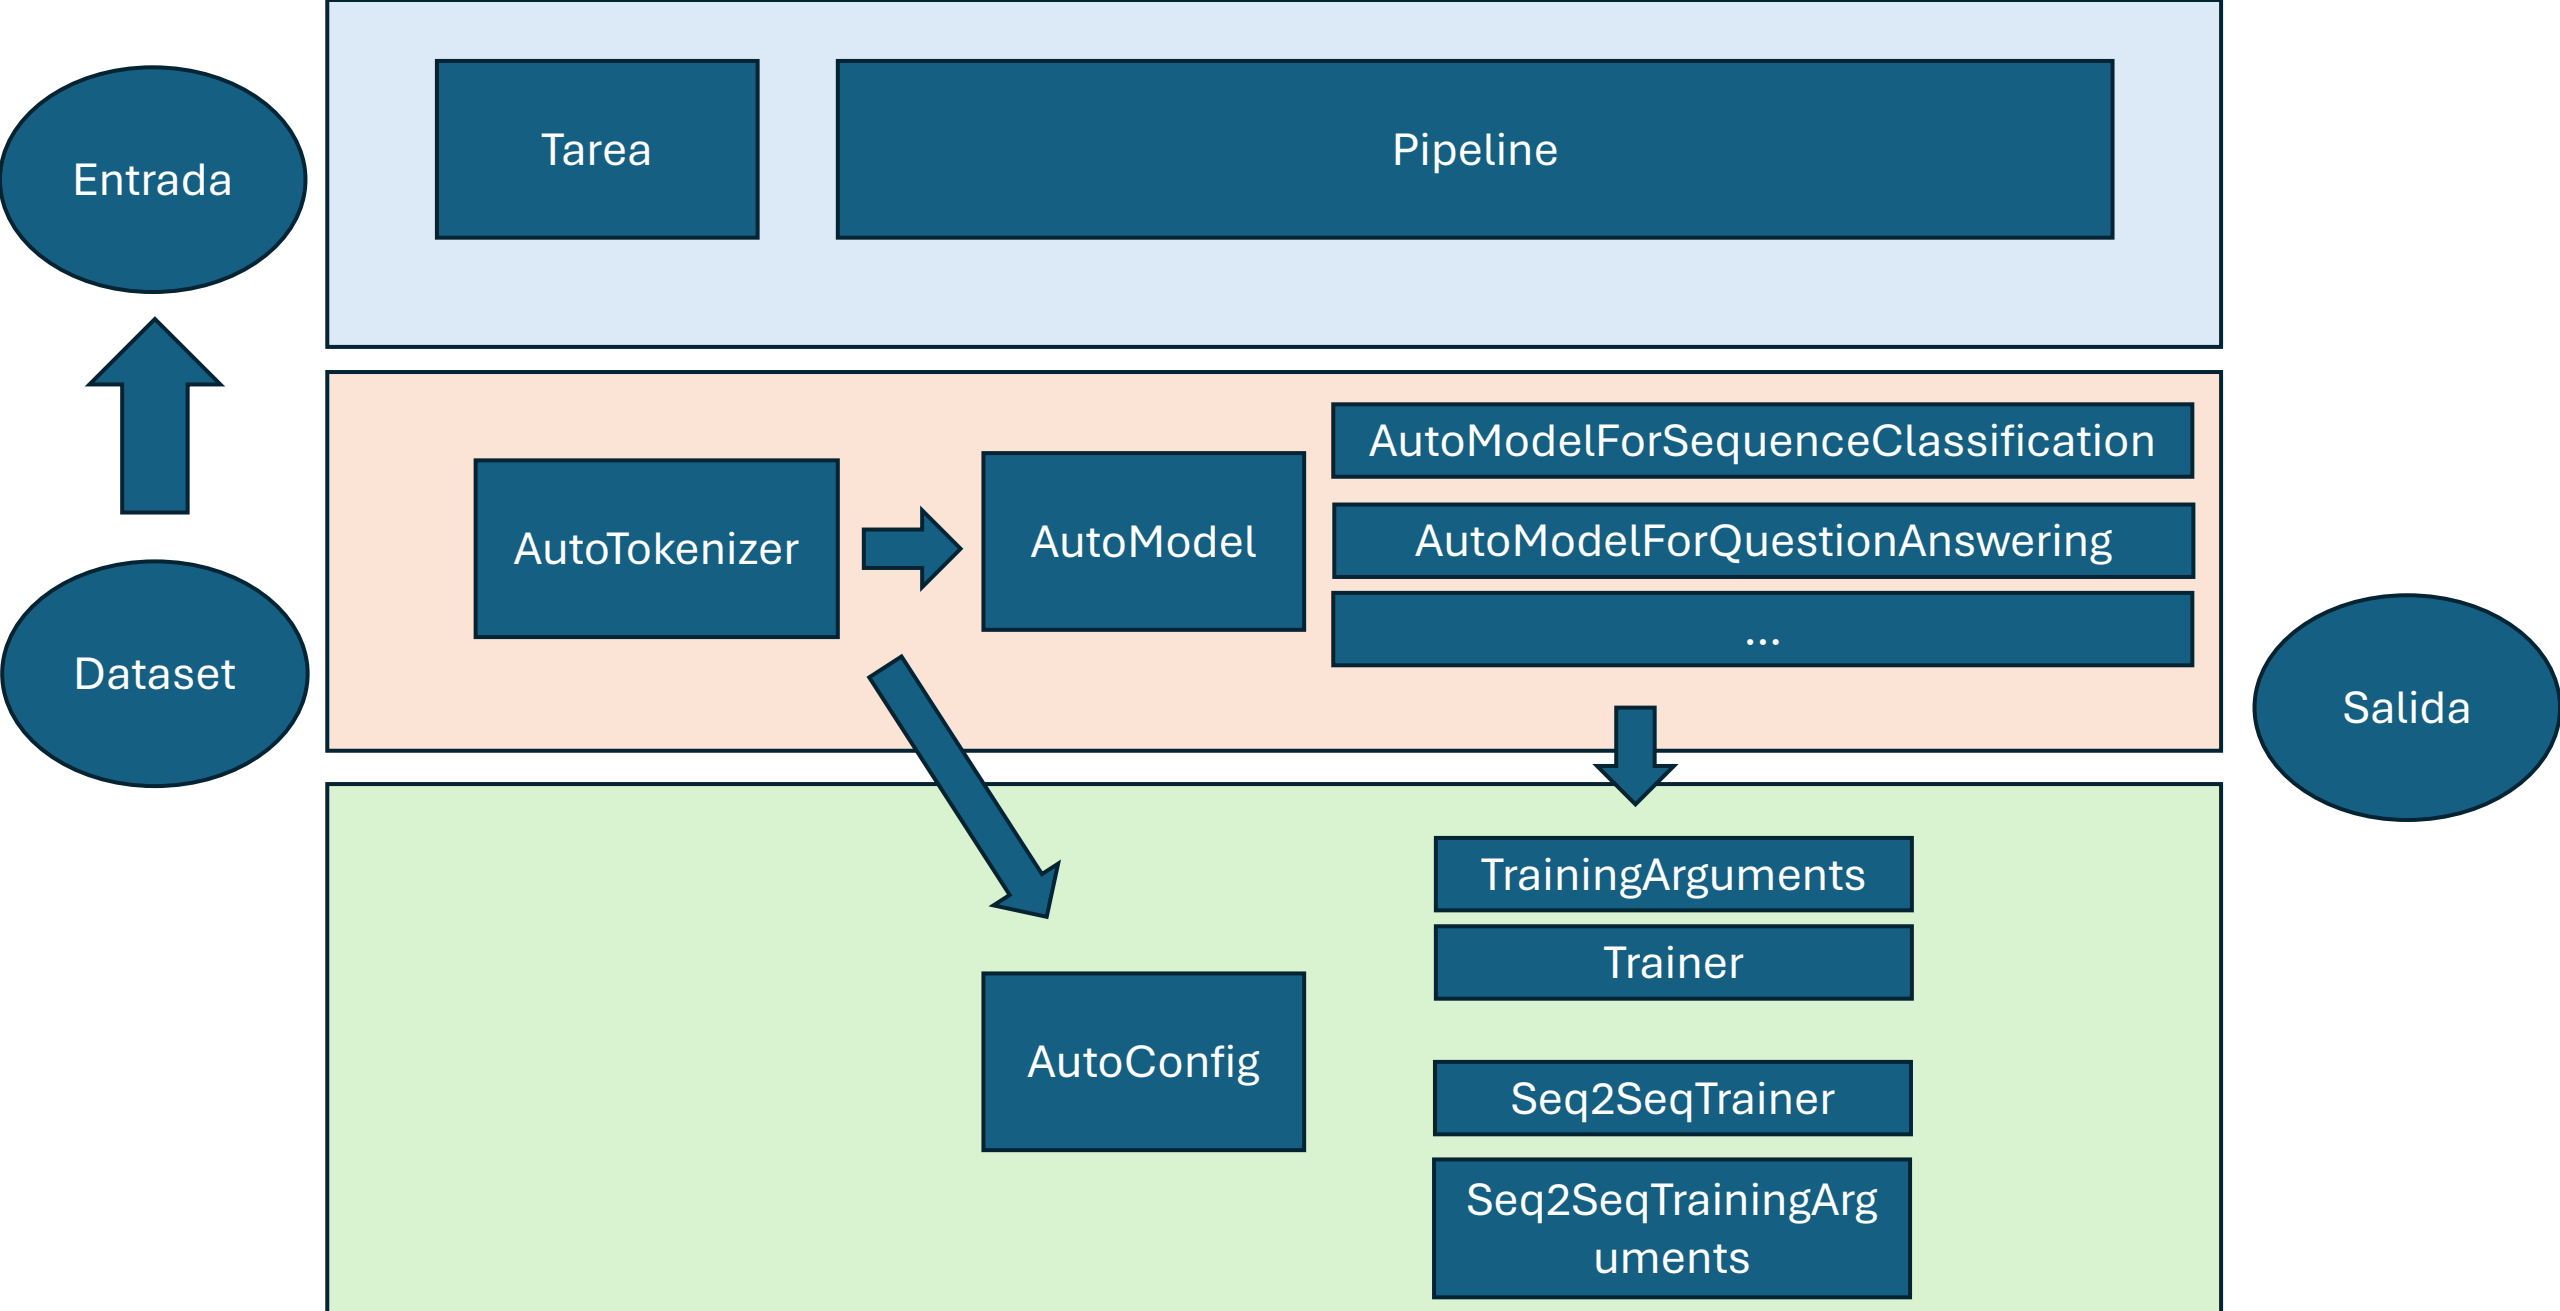 Entrada
Tarea
Pipeline
Dataset
AutoTokenizer
AutoModel
AutoModelForSequenceClassification
AutoModelForQuestionAnswering
...
Salida
AutoConfig
TrainingArguments
Trainer
Seq2SeqTrainer
Seq2SeqTrainingArg
uments